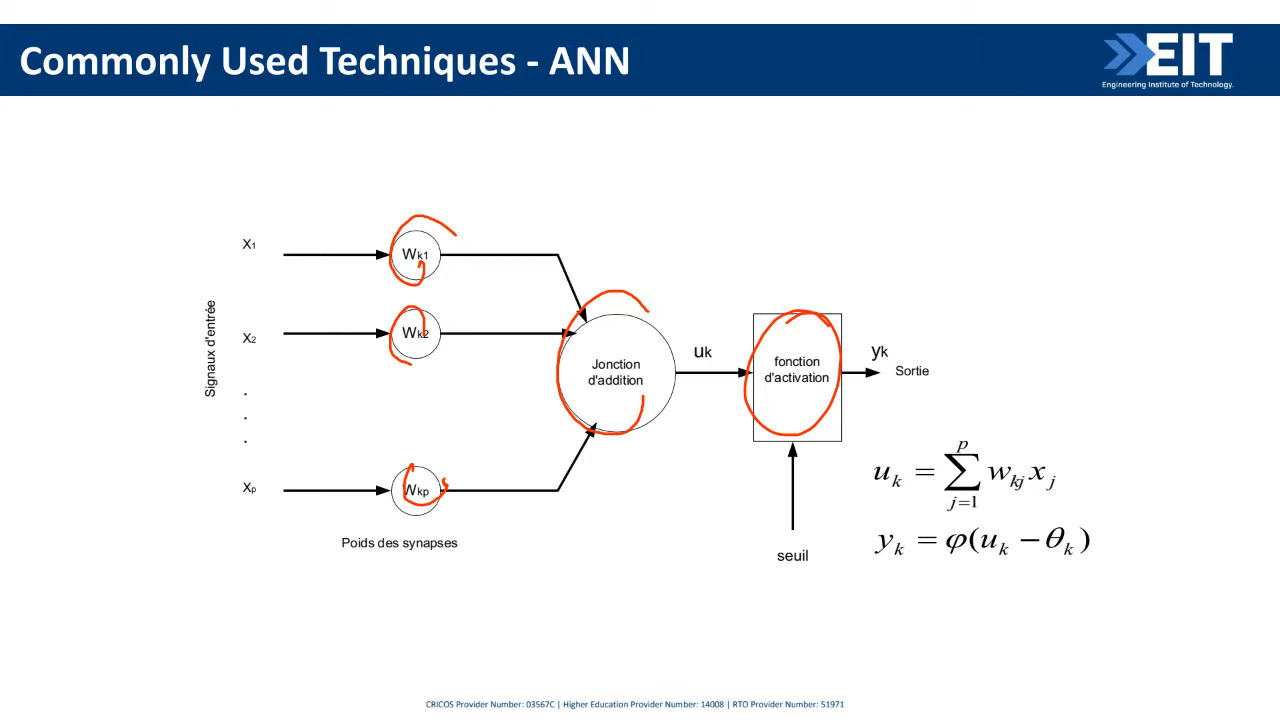 Commonly Used Techniques - ANN
EIT
Engineering Institute of Technology.
Signaux d'entrée
X1
Wk1
X2
Wk2
.
.
.
Xp
Wkp
Poids des synapses
Jonction
d'addition
uk
fonction
d'activation
yk
Sortie
seuil
u_k = \sum_{j=1}^{p} w_{kj} x_j
y_k = φ(u_k − θ_k)
CRICOS Provider Number: 03567C | Higher Education Provider Number: 14008 | RTO Provider Number: 51971